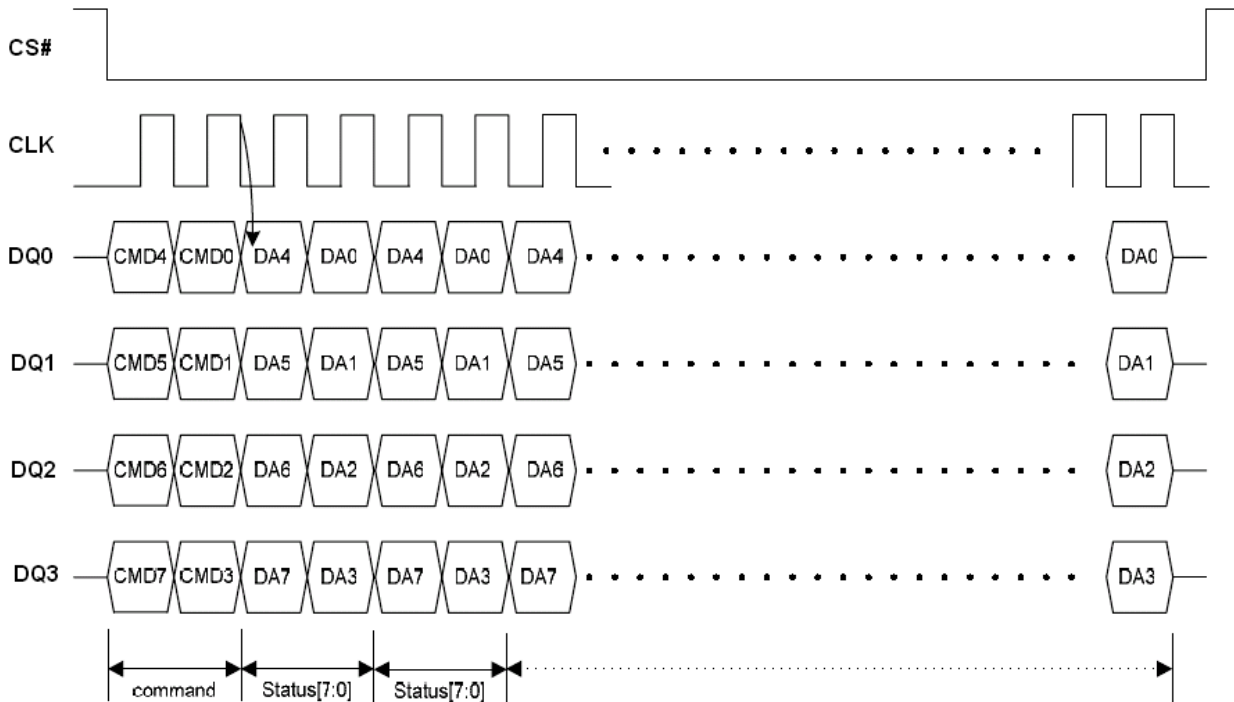 CS#
CLK
DQ0 CMD4 CMD0 DA4 DA0 DA4 DA0 DA4 DA0
DQ1 CMD5 CMD1 DA5 DA1 DA5 DA1 DA5 DA1
DQ2 CMD6 CMD2 DA6 DA2 DA6 DA2 DA6 DA2
DQ3 CMD7 CMD3 DA7 DA3 DA7 DA3 DA7 DA3
command Status[7:0] Status[7:0]